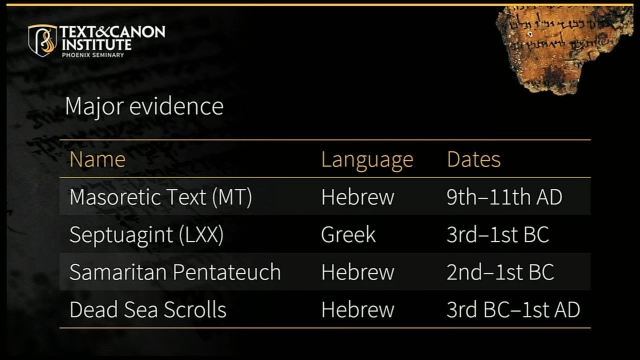 TEXT&CANON
INSTITUTE
PHOENIX SEMINARY
Major evidence
Name Language Dates
Masoretic Text (MT) Hebrew 9th–11th AD
Septuagint (LXX) Greek 3rd–1st BC
Samaritan Pentateuch Hebrew 2nd–1st BC
Dead Sea Scrolls Hebrew 3rd BC–1st AD